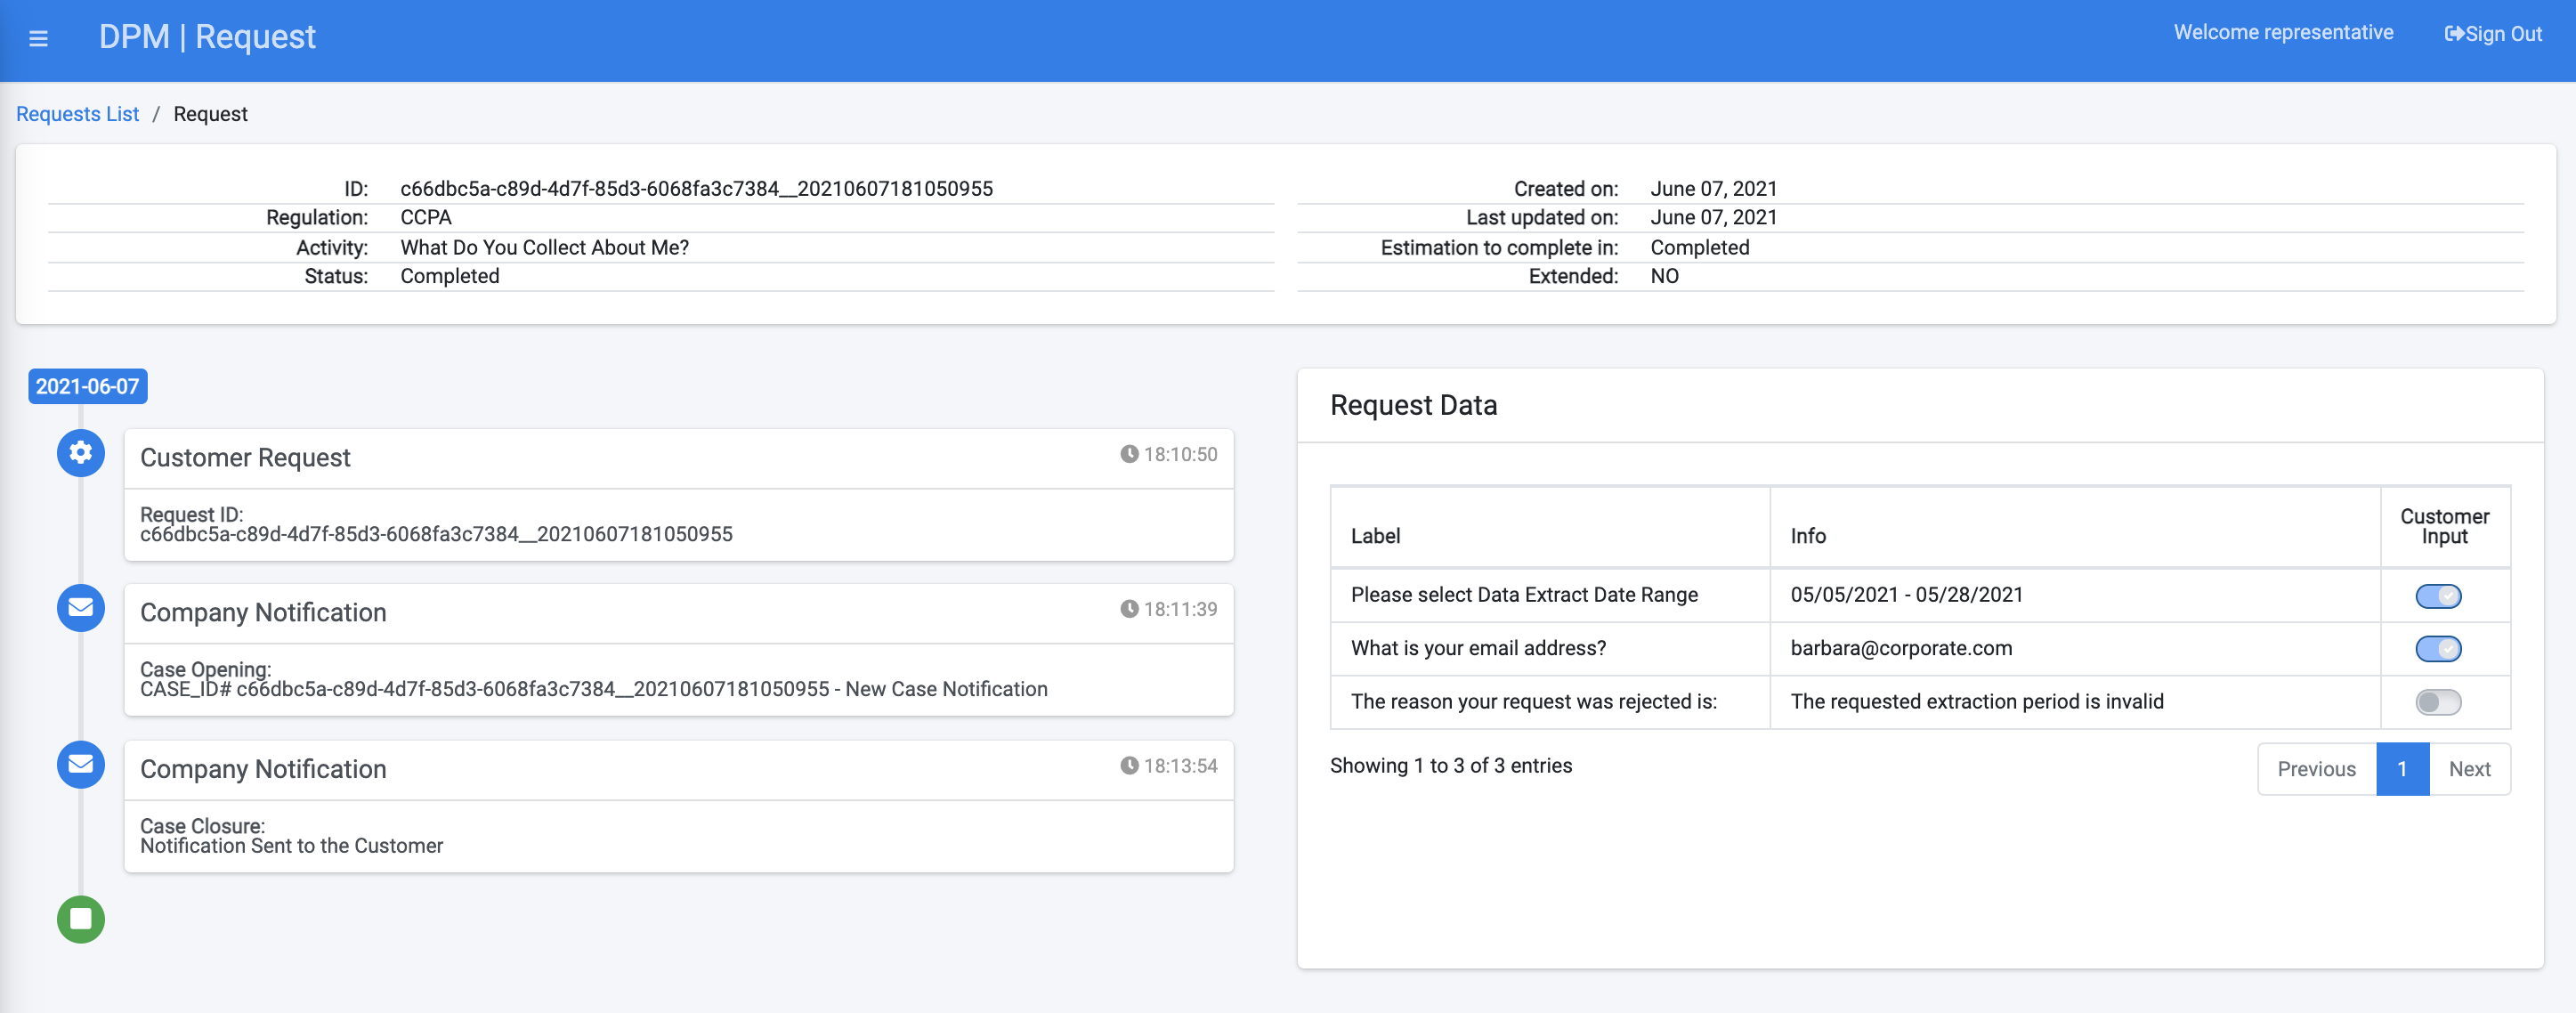 DPM | Request
Welcome representative
Sign Out
Requests List / Request
ID: c66dbc5a-c89d-4d7f-85d3-6068fa3c7384__20210607181050955
Regulation: CCPA
Activity: What Do You Collect About Me?
Status: Completed
Created on: June 07, 2021
Last updated on: June 07, 2021
Estimation to complete in: Completed
Extended: NO
2021-06-07
Customer Request 18:10:50
Request ID:
c66dbc5a-c89d-4d7f-85d3-6068fa3c7384__20210607181050955
Company Notification 18:11:39
Case Opening:
CASE_ID# c66dbc5a-c89d-4d7f-85d3-6068fa3c7384__20210607181050955 - New Case Notification
Company Notification 18:13:54
Case Closure:
Notification Sent to the Customer
Request Data
Label Info Customer
Input
Please select Data Extract Date Range 05/05/2021 - 05/28/2021
What is your email address? barbara@corporate.com
The reason your request was rejected is: The requested extraction period is invalid
Showing 1 to 3 of 3 entries
Previous 1 Next